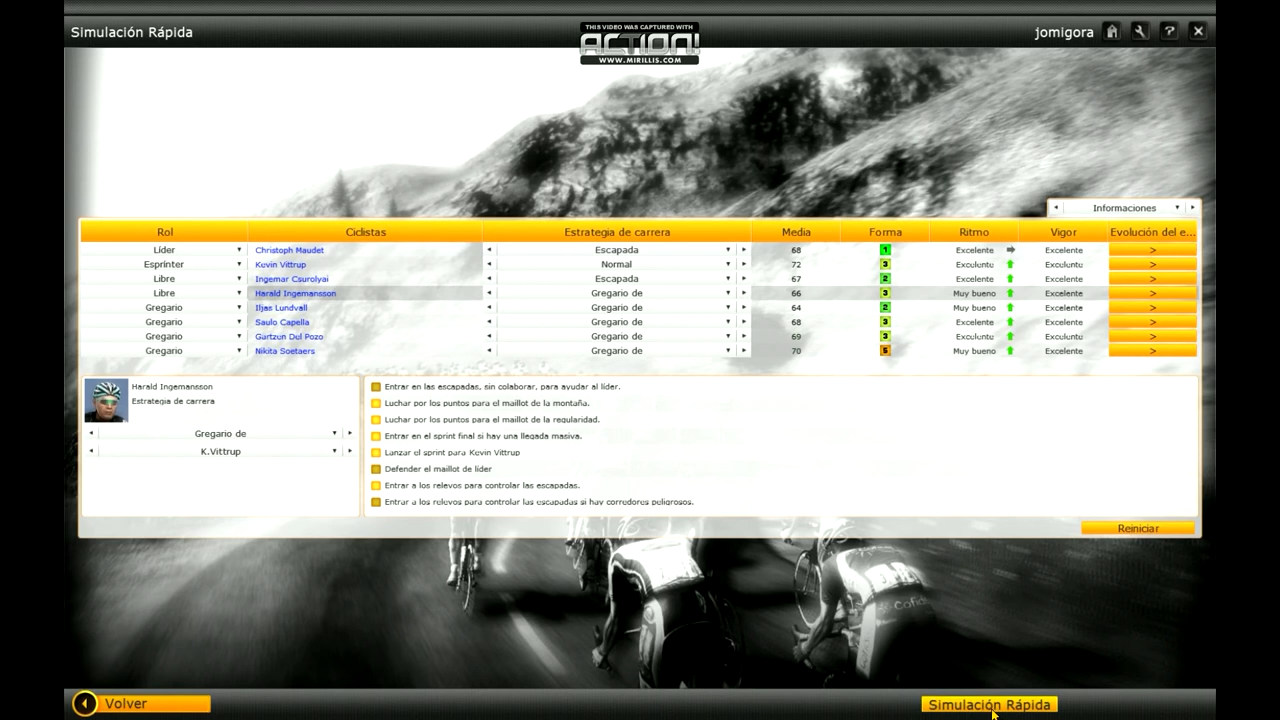 Simulación Rápida
THIS VIDEO WAS CAPTURED WITH
ACTION!
WWW.MIRILLIS.COM
jomigora
Informaciones
Rol Ciclistas Estrategia de carrera Media Forma Ritmo Vigor Evolución del e...
Líder Christoph Maudet Escapada 68 1 Excelente Excelente >
Esprínter Kevin Vittrup Normal 72 3 Excelente Excelente >
Libre Ingemar Csurolyai Escapada 67 2 Excelente Excelente >
Libre Harald Ingemansson Gregario de 66 3 Muy bueno Excelente >
Gregario Iljas Lundvall Gregario de 64 2 Muy bueno Excelente >
Gregario Saulo Capella Gregario de 68 3 Excelente Excelente >
Gregario Gartzen Del Pozo Gregario de 69 3 Excelente Excelente >
Gregario Nikita Soetaers Gregario de 70 5 Muy bueno Excelente >
Harald Ingemansson
Estrategia de carrera
Gregario de
K.Vittrup
Entrar en las escapadas, sin colaborar, para ayudar al líder.
Luchar por los puntos para el maillot de la montaña.
Luchar por los puntos para el maillot de la regularidad.
Entrar en el sprint final si hay una llegada masiva.
Lanzar el sprint para Kevin Vittrup
Defender el maillot de líder
Entrar a los relevos para controlar las escapadas.
Entrar a los relevos para controlar las escapadas si hay corredores peligrosos.
Reiniciar
Cofidis
Volver
Simulación Rápida